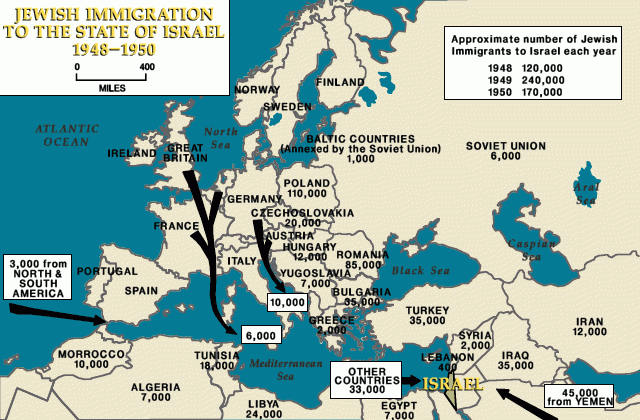 JEWISH IMMIGRATION
TO THE STATE OF ISRAEL
1948–1950
0 400
MILES
Approximate number of Jewish
Immigrants to Israel each year
1948 120,000
1949 240,000
1950 170,000
NORWAY
SWEDEN
FINLAND
ATLANTIC
OCEAN
North
Sea
IRELAND
GREAT
BRITAIN
BALTIC COUNTRIES
(Annexed by the Soviet Union)
1,000
SOVIET UNION
6,000
POLAND
110,000
GERMANY
CZECHOSLOVAKIA
20,000
FRANCE
AUSTRIA
HUNGARY
12,000
ROMANIA
85,000
ITALY
YUGOSLAVIA
7,000
BULGARIA
35,000
Black Sea
Caspian
Sea
Aral
Sea
3,000 from
NORTH &
SOUTH
AMERICA
PORTUGAL
SPAIN
10,000
6,000
GREECE
2,000
TURKEY
35,000
IRAN
12,000
MORROCCO
10,000
ALGERIA
7,000
TUNISIA
18,000
Mediterranean
Sea
LIBYA
24,000
OTHER
COUNTRIES
33,000
LEBANON
400
SYRIA
2,000
IRAQ
35,000
ISRAEL
EGYPT
7,000
45,000
from YEMEN